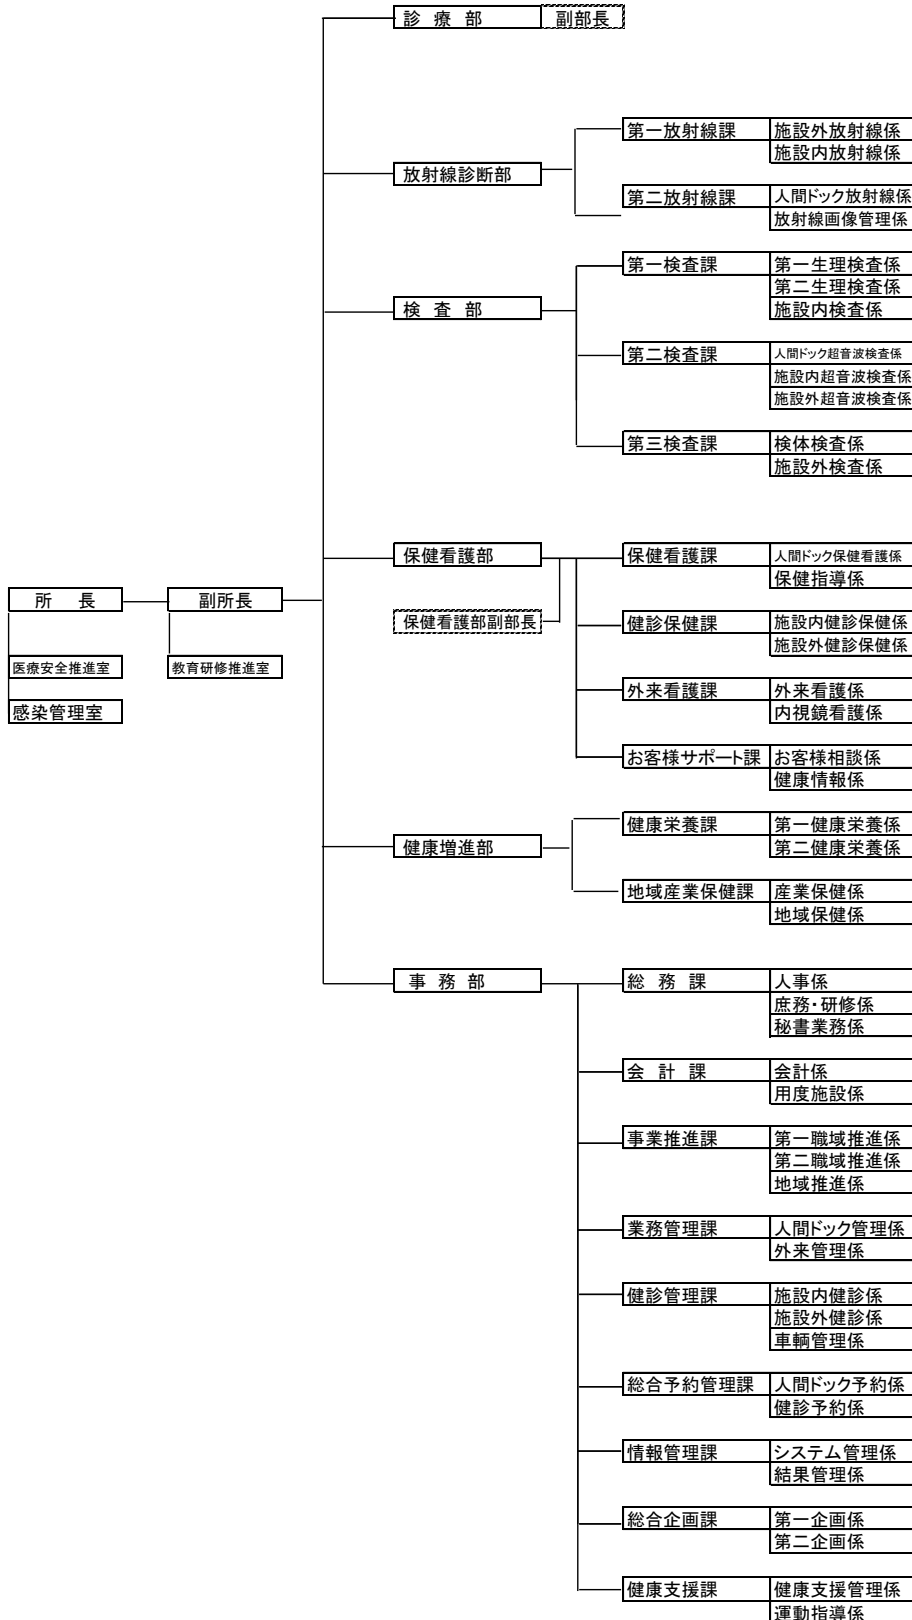 診 療 部 副部長
第一放射線課 施設外放射線係
施設内放射線係
放射線診断部
第二放射線課 人間ドック放射線係
放射線画像管理係
第一検査課 第一生理検査係
第二生理検査係
検 査 部 施設内検査係
第二検査課 人間ドック超音波検査係
施設内超音波検査係
施設外超音波検査係
第三検査課 検体検査係
施設外検査係
保健看護部 保健看護課 人間ドック保健看護係
保健指導係
所 長 副所長
保健看護部副部長 健診保健課 施設内健診保健係
施設外健診保健係
医療安全推進室 教育研修推進室
外来看護課 外来看護係
感染管理室 内視鏡看護係
お客様サポート課 お客様相談係
健康情報係
健康栄養課 第一健康栄養係
健康増進部 第二健康栄養係
地域産業保健課 産業保健係
地域保健係
事 務 部 総 務 課 人事係
庶務・研修係
秘書業務係
会 計 課 会計係
用度施設係
事業推進課 第一職域推進係
第二職域推進係
地域推進係
業務管理課 人間ドック管理係
外来管理係
健診管理課 施設内健診係
施設外健診係
車輌管理係
総合予約管理課 人間ドック予約係
健診予約係
情報管理課 システム管理係
結果管理係
総合企画課 第一企画係
第二企画係
健康支援課 健康支援管理係
運動指導係